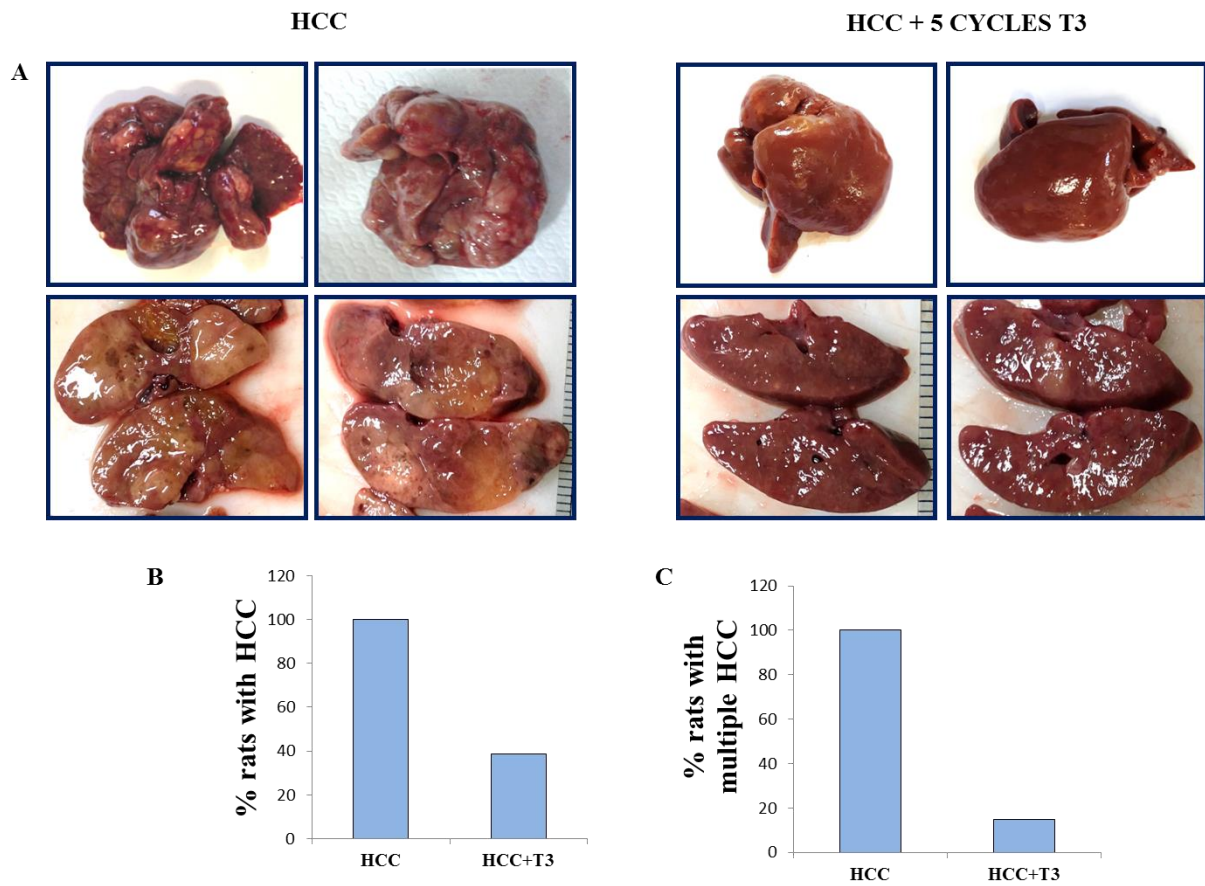 HCC
HCC + 5 CYCLES T3
A
B
% rats with HCC
120
100
80
60
40
20
0
HCC
HCC+T3
C
% rats with
multiple HCC
120
100
80
60
40
20
0
HCC
HCC+T3